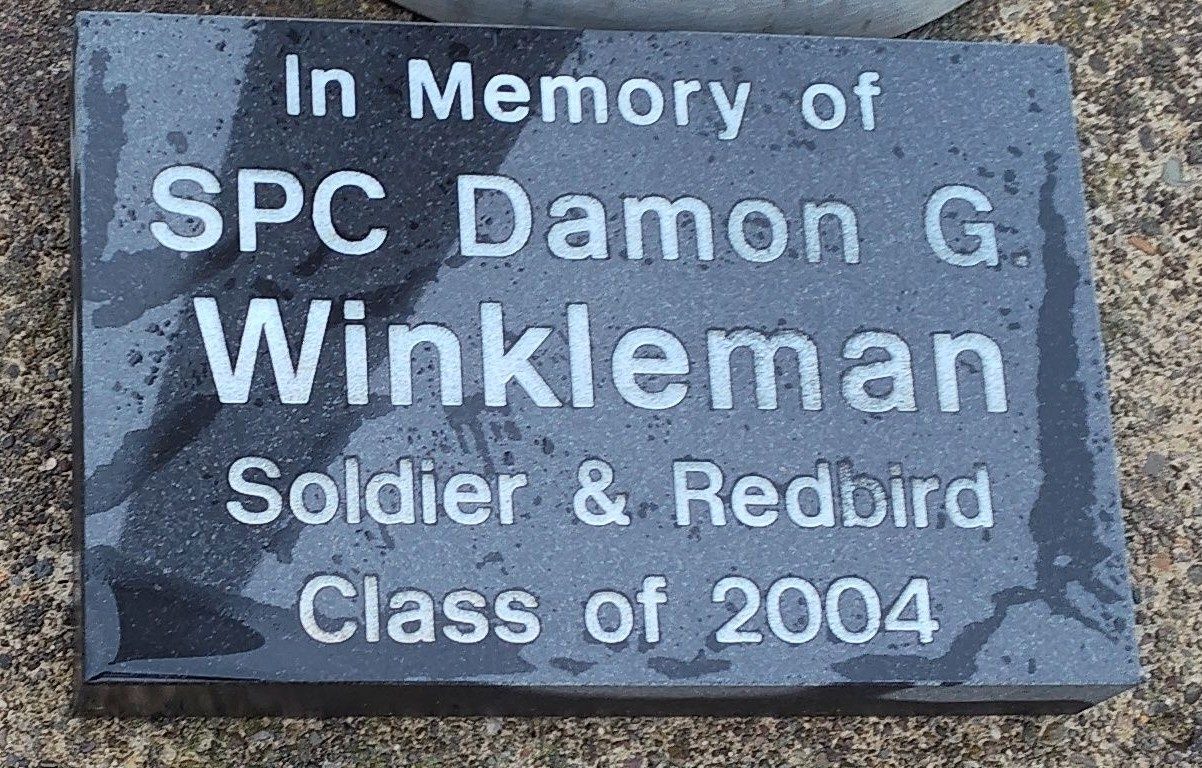 In Memory of
SPC Damon G.
Winkleman
Soldier & Redbird
Class of 2004